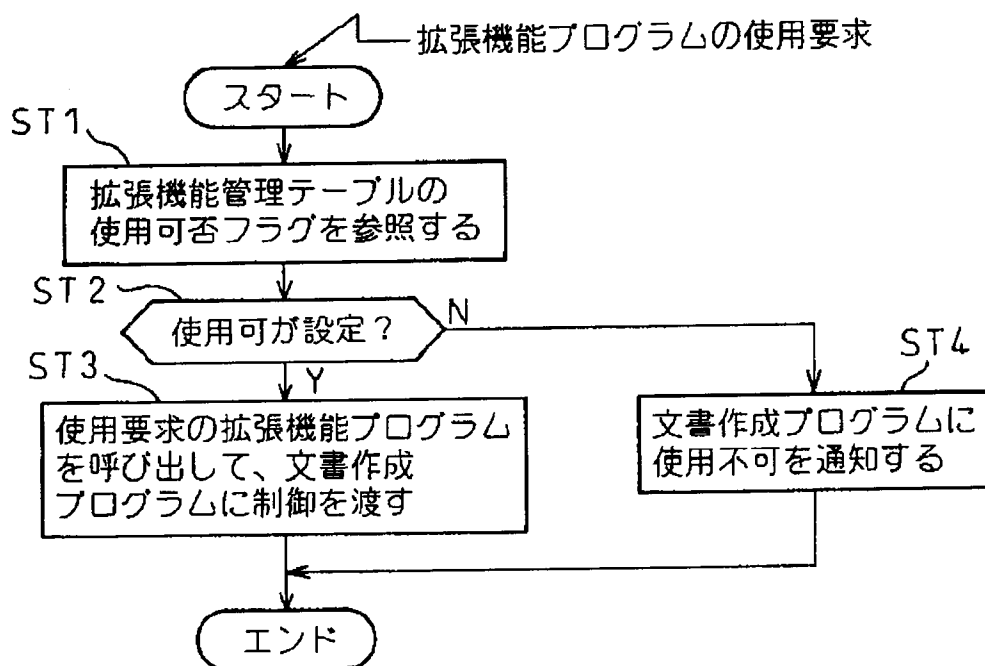 拡張機能プログラムの使用要求
スタート
ST1
拡張機能管理テーブルの
使用可否フラグを参照する
ST2
使用可が設定?
N
Y
ST3
使用要求の拡張機能プログラム
を呼び出して、文書作成
プログラムに制御を渡す
ST4
文書作成プログラムに
使用不可を通知する
エンド